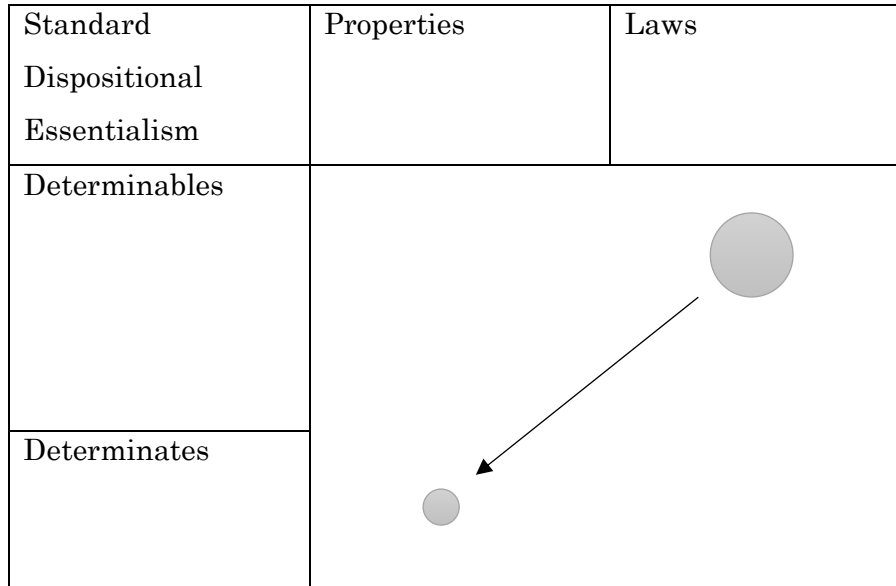 Standard
Dispositional
Essentialism
Properties
Laws
Determinables
Determinates